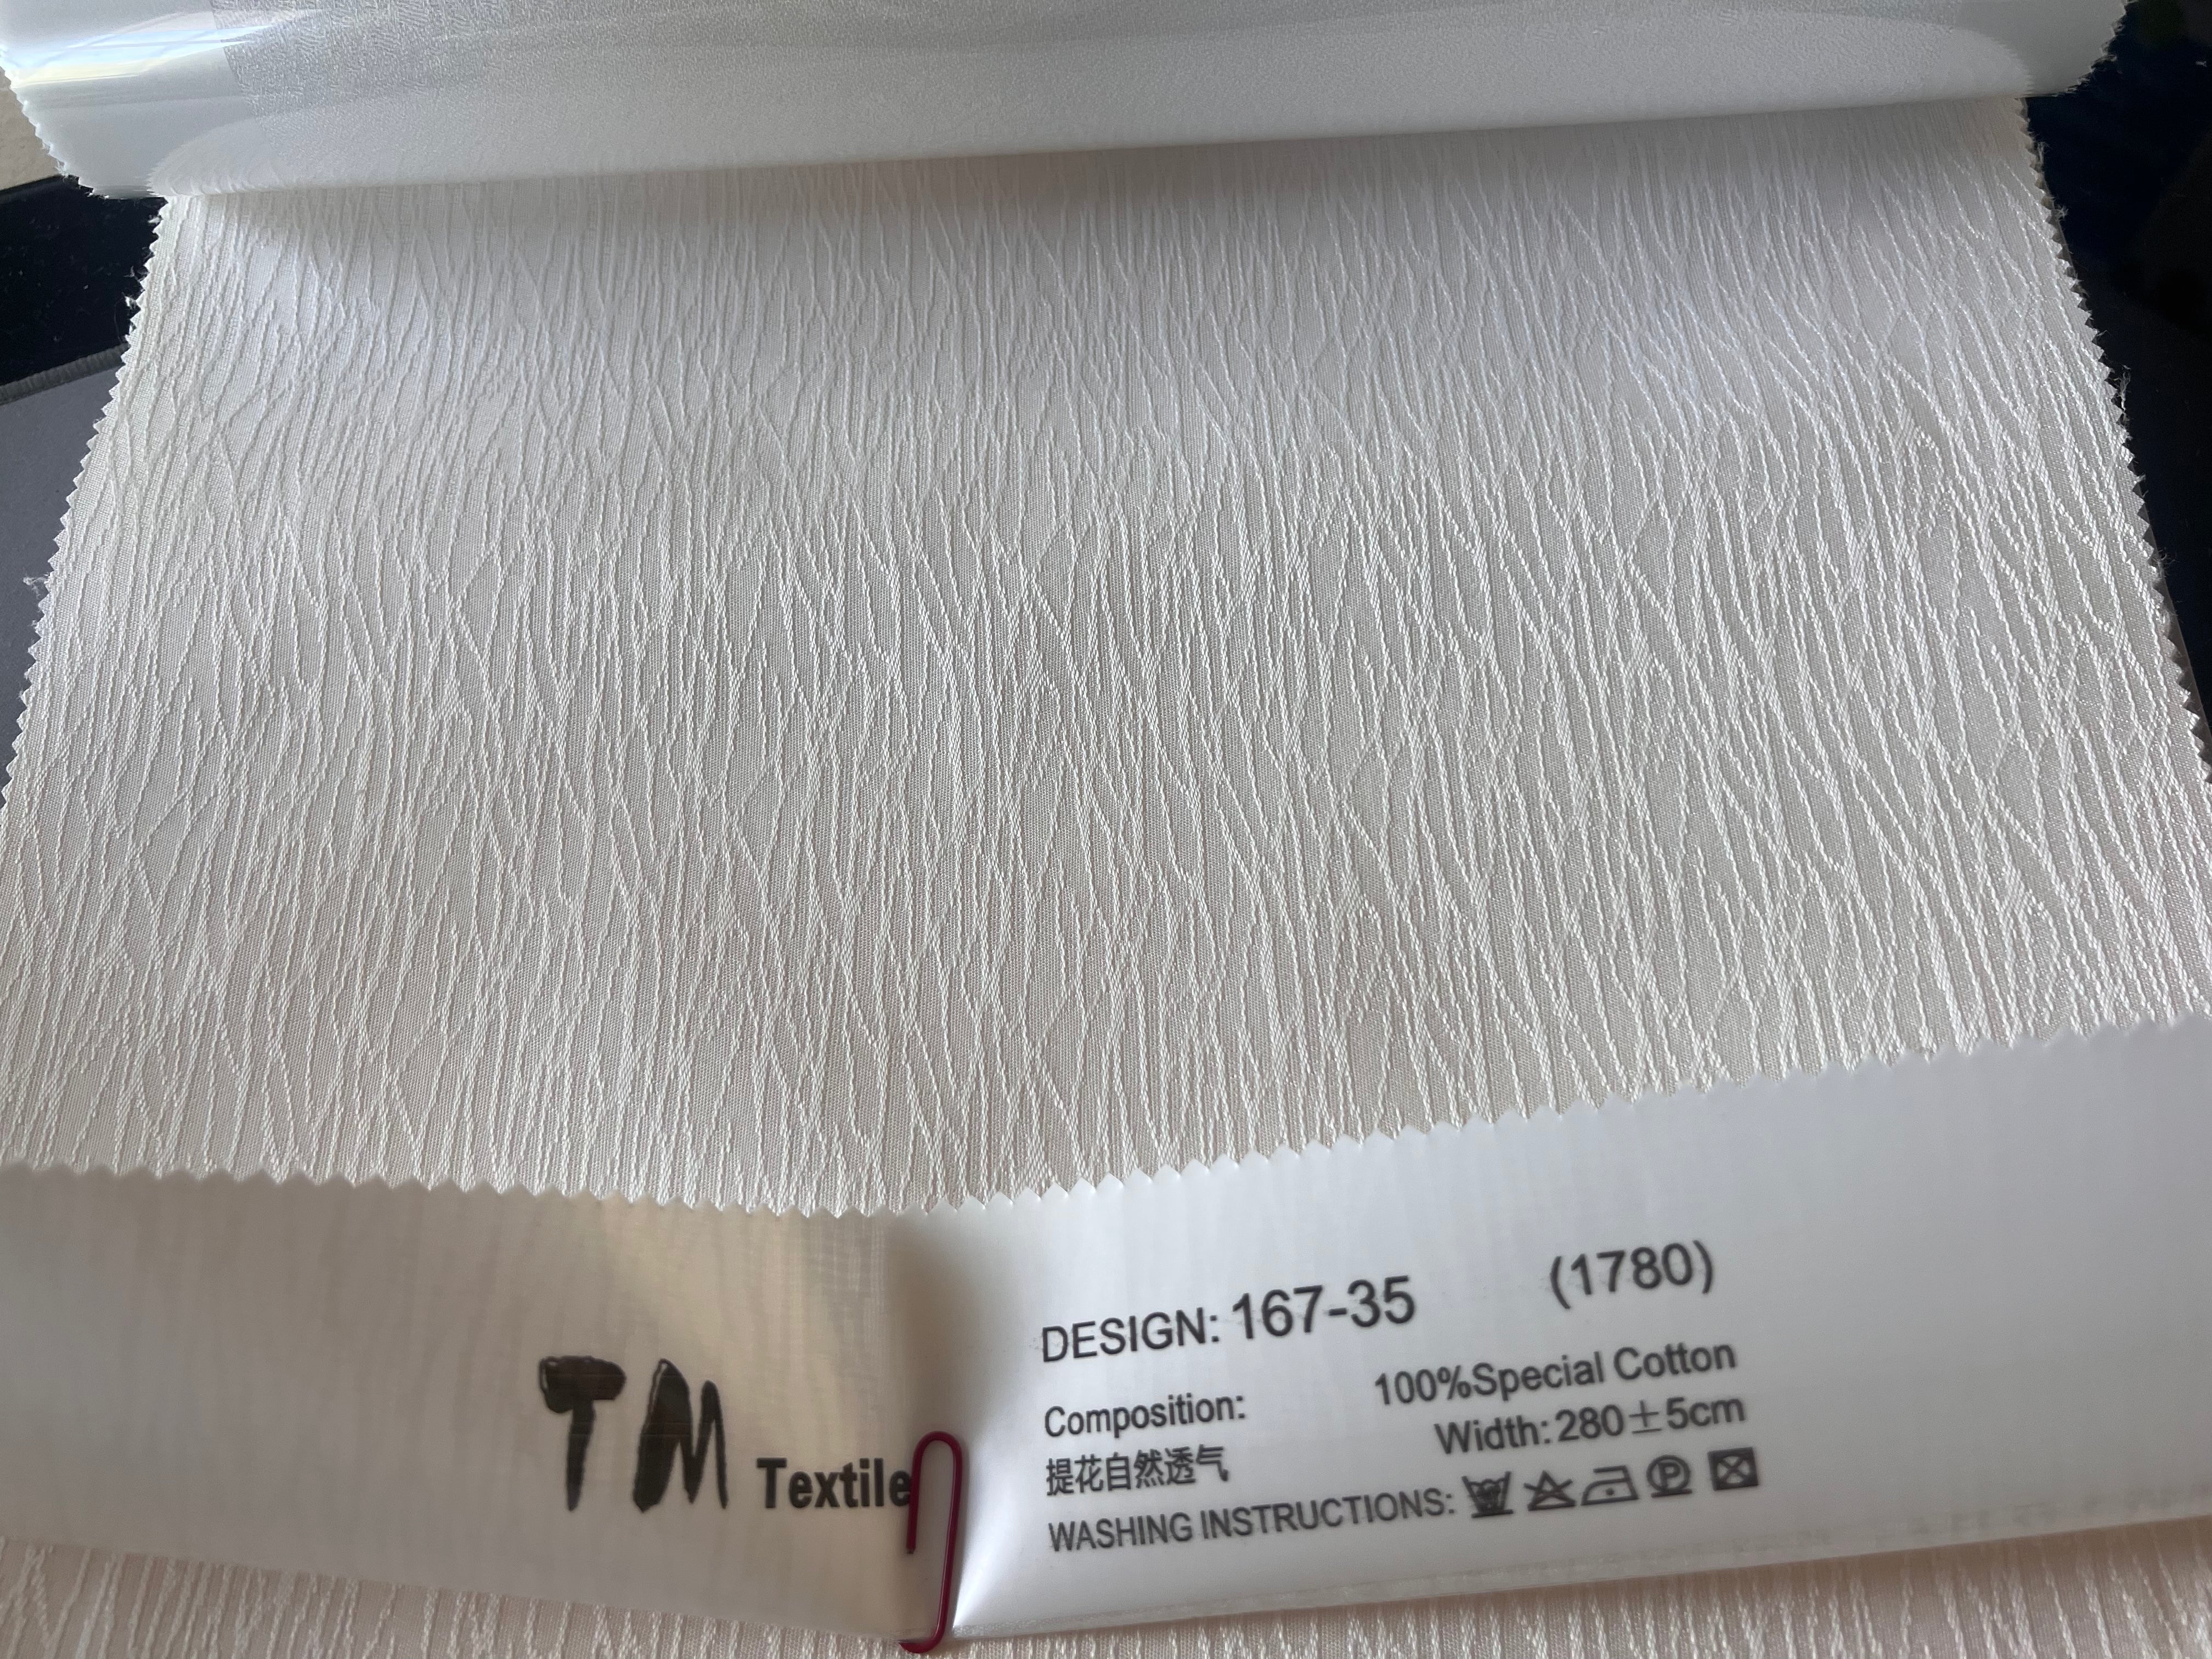 TM Textile
DESIGN: 167-35 (1780)
Composition: 100%Special Cotton
提花自然透气 Width: 280±5cm
WASHING INSTRUCTIONS: P